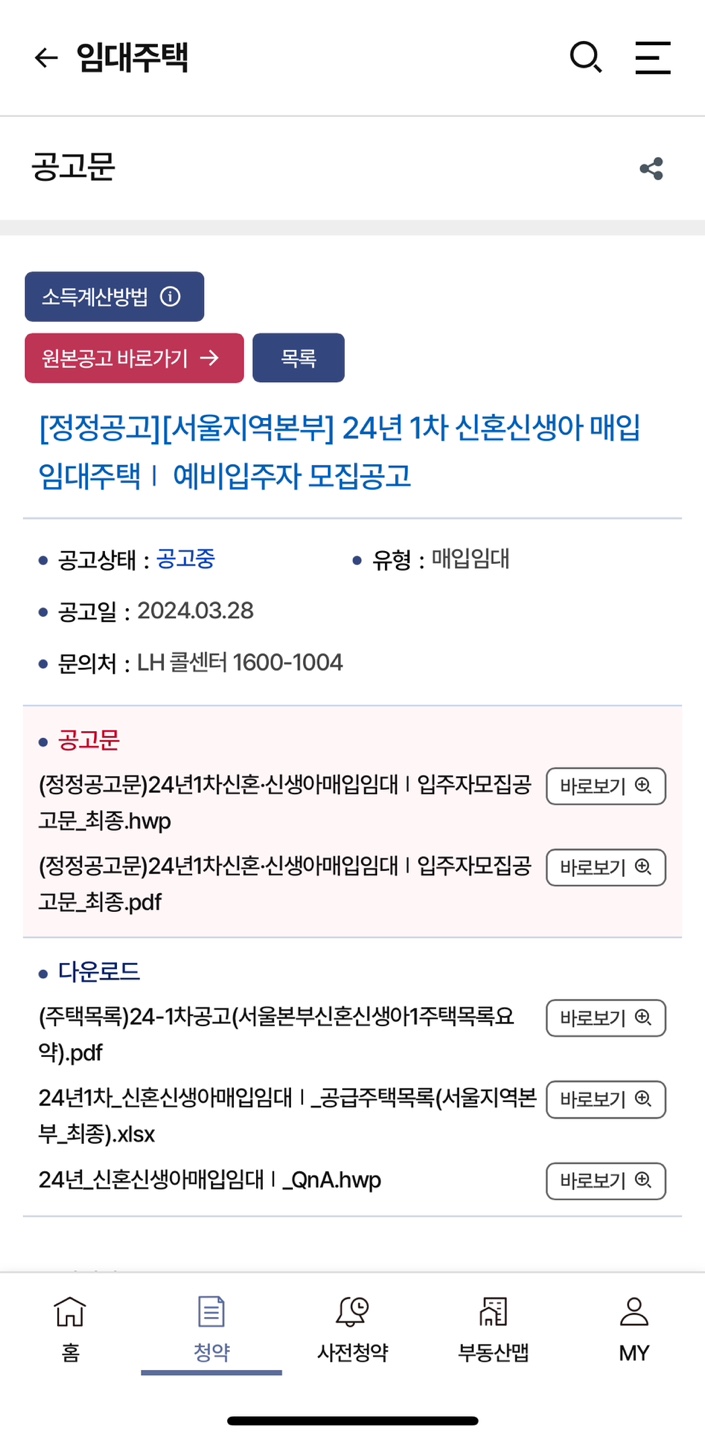 임대주택
공고문
소득계산방법
원본공고 바로가기 → 목록
[정정공고][서울지역본부] 24년 1차 신혼신생아 매입
임대주택Ⅰ 예비입주자 모집공고
• 공고상태 : 공고중 • 유형 : 매입임대
• 공고일 : 2024.03.28
• 문의처 : LH 콜센터 1600-1004
• 공고문
(정정공고문)24년1차신혼·신생아매입임대Ⅰ입주자모집공 바로보기
고문_최종.hwp
(정정공고문)24년1차신혼·신생아매입임대Ⅰ입주자모집공 바로보기
고문_최종.pdf
• 다운로드
(주택목록)24-1차공고(서울본부신혼신생아1주택목록요 바로보기
약).pdf
24년1차_신혼신생아매입임대Ⅰ_공급주택목록(서울지역본 바로보기
부_최종).xlsx
24년_신혼신생아매입임대Ⅰ_QnA.hwp 바로보기
홈 청약 사전청약 부동산맵 MY